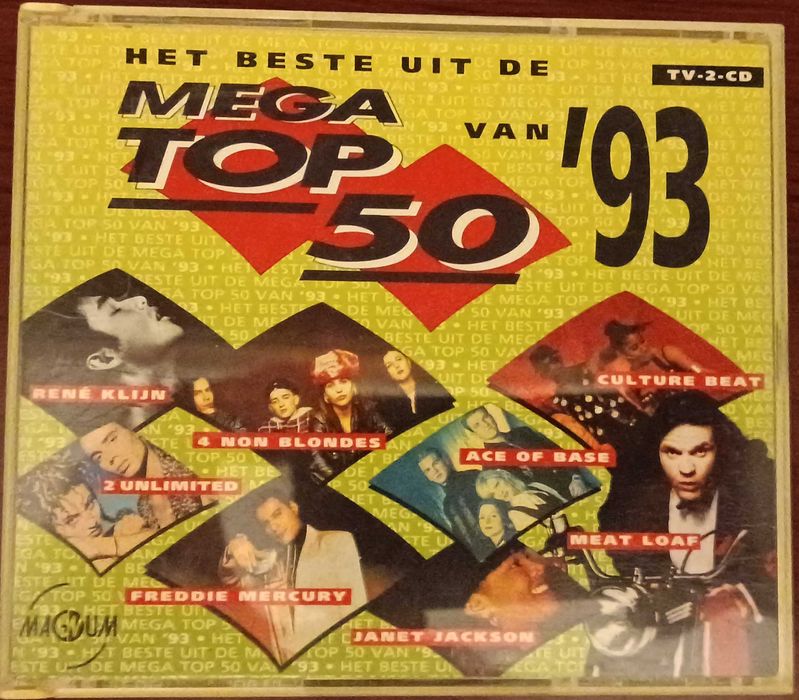 HET BESTE UIT DE
TV-2-CD
MEGA
TOP
50
VAN '93
RENÉ KLIJN
CULTURE BEAT
4 NON BLONDES
ACE OF BASE
2 UNLIMITED
MEAT LOAF
FREDDIE MERCURY
JANET JACKSON
MAGNUM